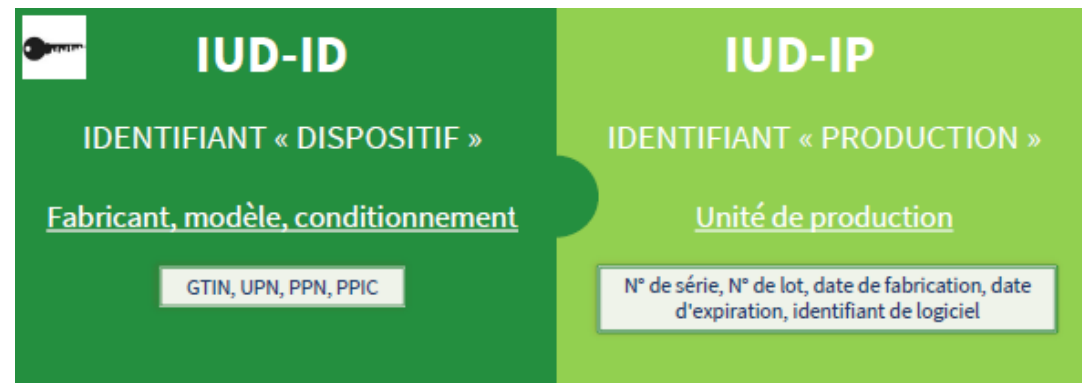 IUD-ID
IDENTIFIANT « DISPOSITIF »
Fabricant, modèle, conditionnement
GTIN, UPN, PPN, PPIC
IUD-IP
IDENTIFIANT « PRODUCTION »
Unité de production
N° de série, N° de lot, date de fabrication, date
d'expiration, identifiant de logiciel